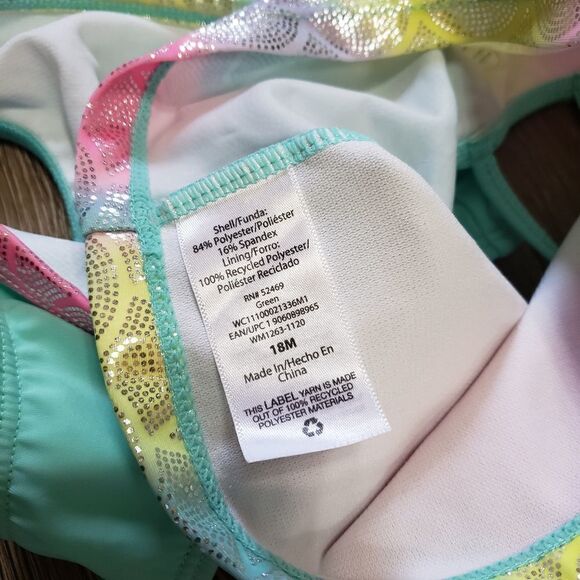 Shell/Funda:
84% Polyester/Poliéster
16% Spandex
Lining/Forro:
100% Recycled Polyester/
Poliéster Reciclado
RN# 52469
Green
WC11100021336M1
EAN/UPC 1 9060898965
WM1263-1120
18M
Made In/Hecho En
China
THIS LABEL YARN IS MADE
OUT OF 100% RECYCLED
POLYESTER MATERIALS